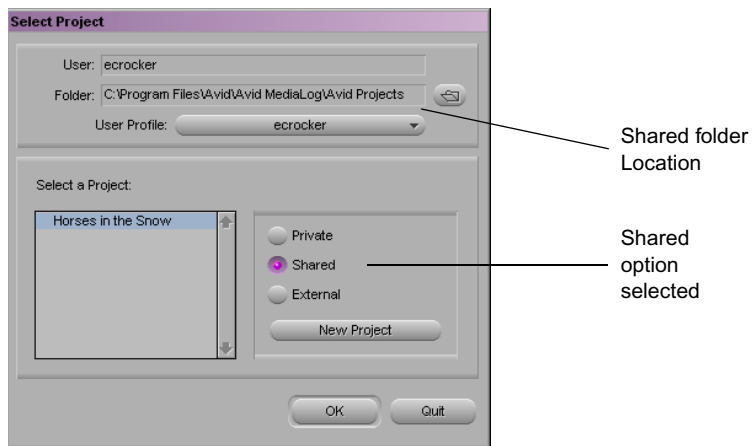 Select Project
User: ecrocker
Folder: C:\Program Files\Avid\Avid MediaLog\Avid Projects
User Profile: ecrocker
Shared folder
Location
Select a Project:
Horses in the Snow
Private
Shared
External
New Project
Shared
option
selected
OK
Quit